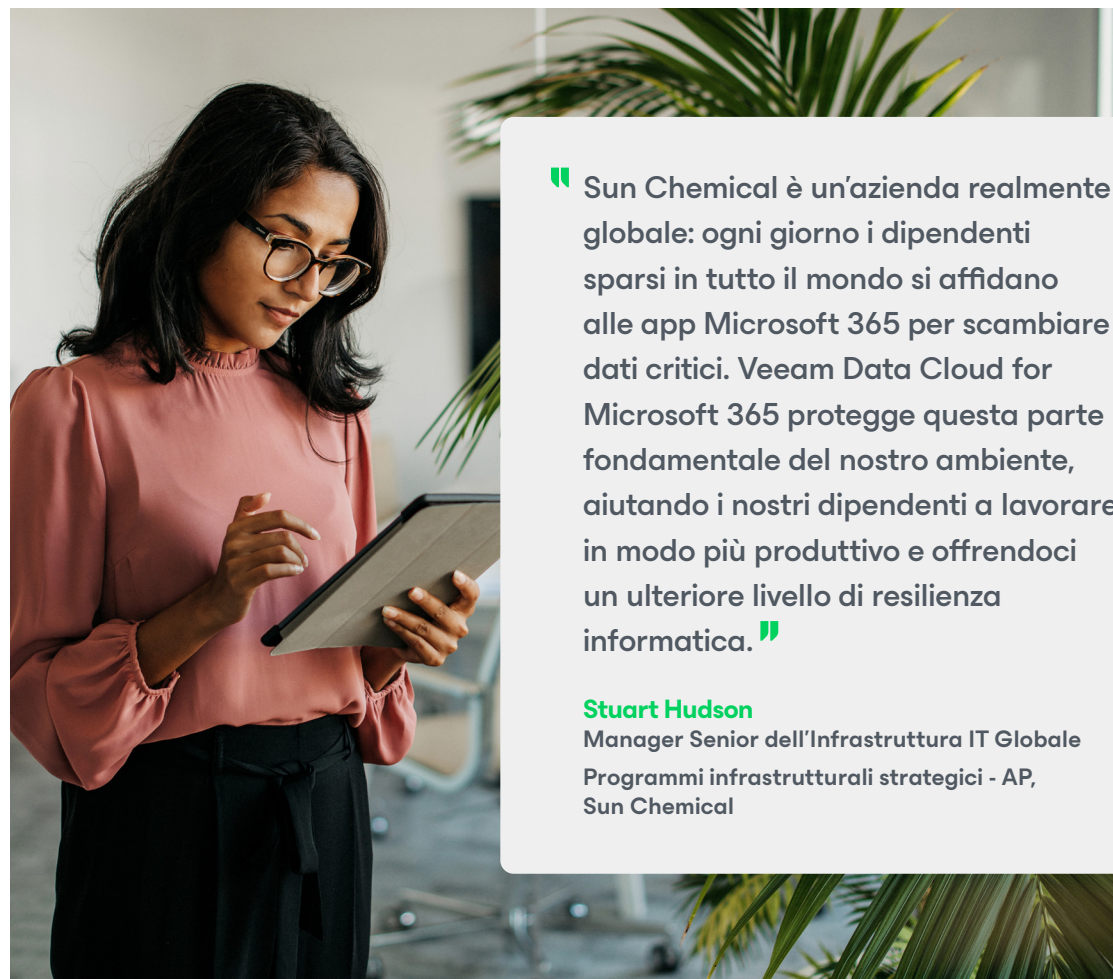 " Sun Chemical è un'azienda realmente
globale: ogni giorno i dipendenti
sparsi in tutto il mondo si affidano
alle app Microsoft 365 per scambiare
dati critici. Veeam Data Cloud for
Microsoft 365 protegge questa parte
fondamentale del nostro ambiente,
aiutando i nostri dipendenti a lavorare
in modo più produttivo e offrendoci
un ulteriore livello di resilienza
informatica. "
Stuart Hudson
Manager Senior dell'Infrastruttura IT Globale
Programmi infrastrutturali strategici - AP,
Sun Chemical